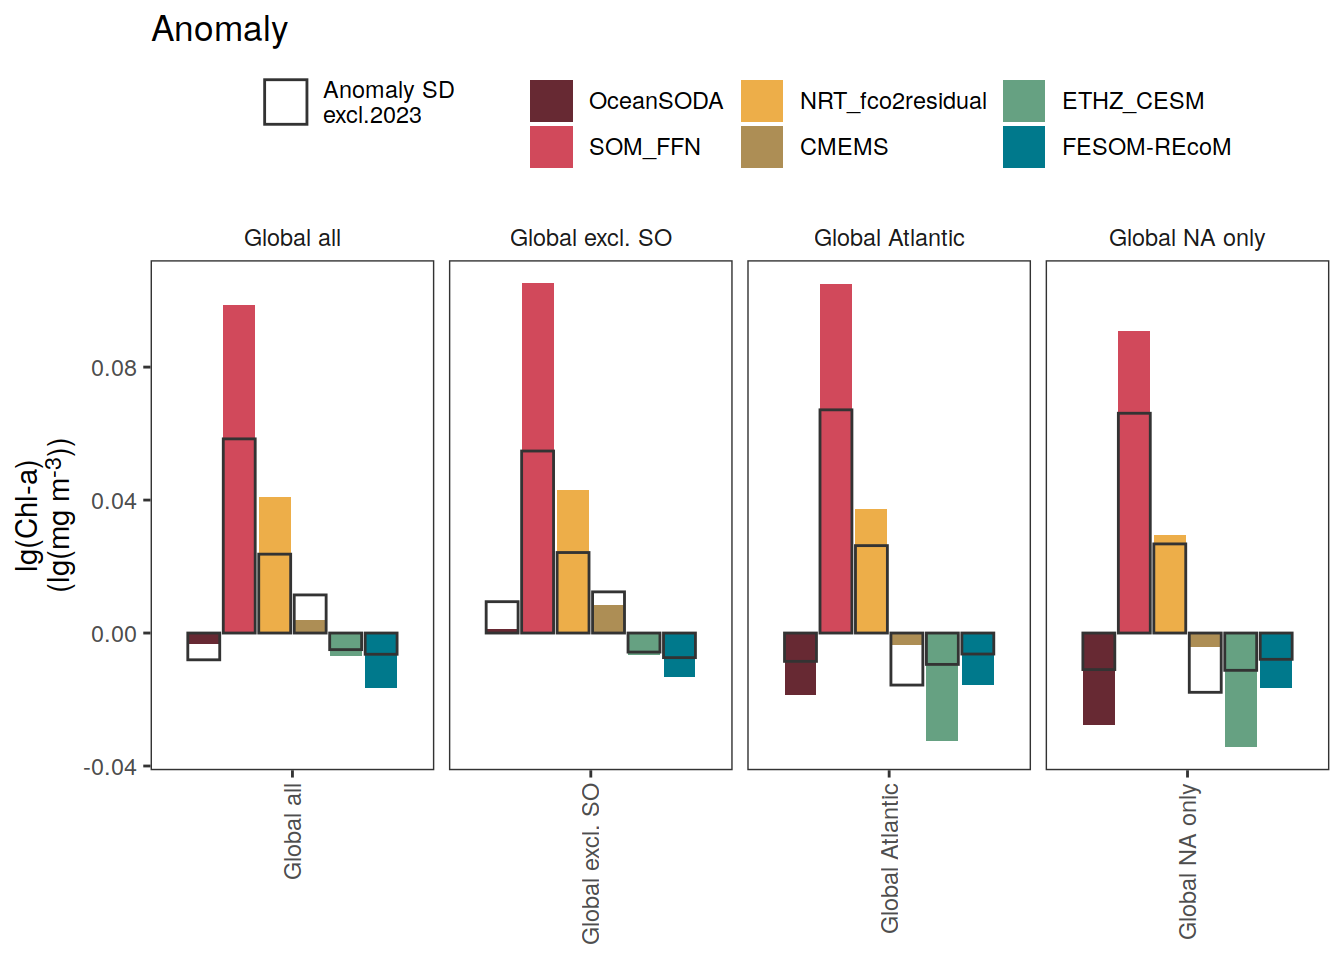 Anomaly
Anomaly SD
excl.2023
OceanSODA
NRT_fco2residual
ETHZ_CESM
SOM_FFN
CMEMS
FESOM-REcoM
Global all
Global excl. SO
Global Atlantic
Global NA only
lg(Chl-a)
(lg(mg m⁻³))
0.08
0.04
0.00
-0.04
Global all
Global excl. SO
Global Atlantic
Global NA only